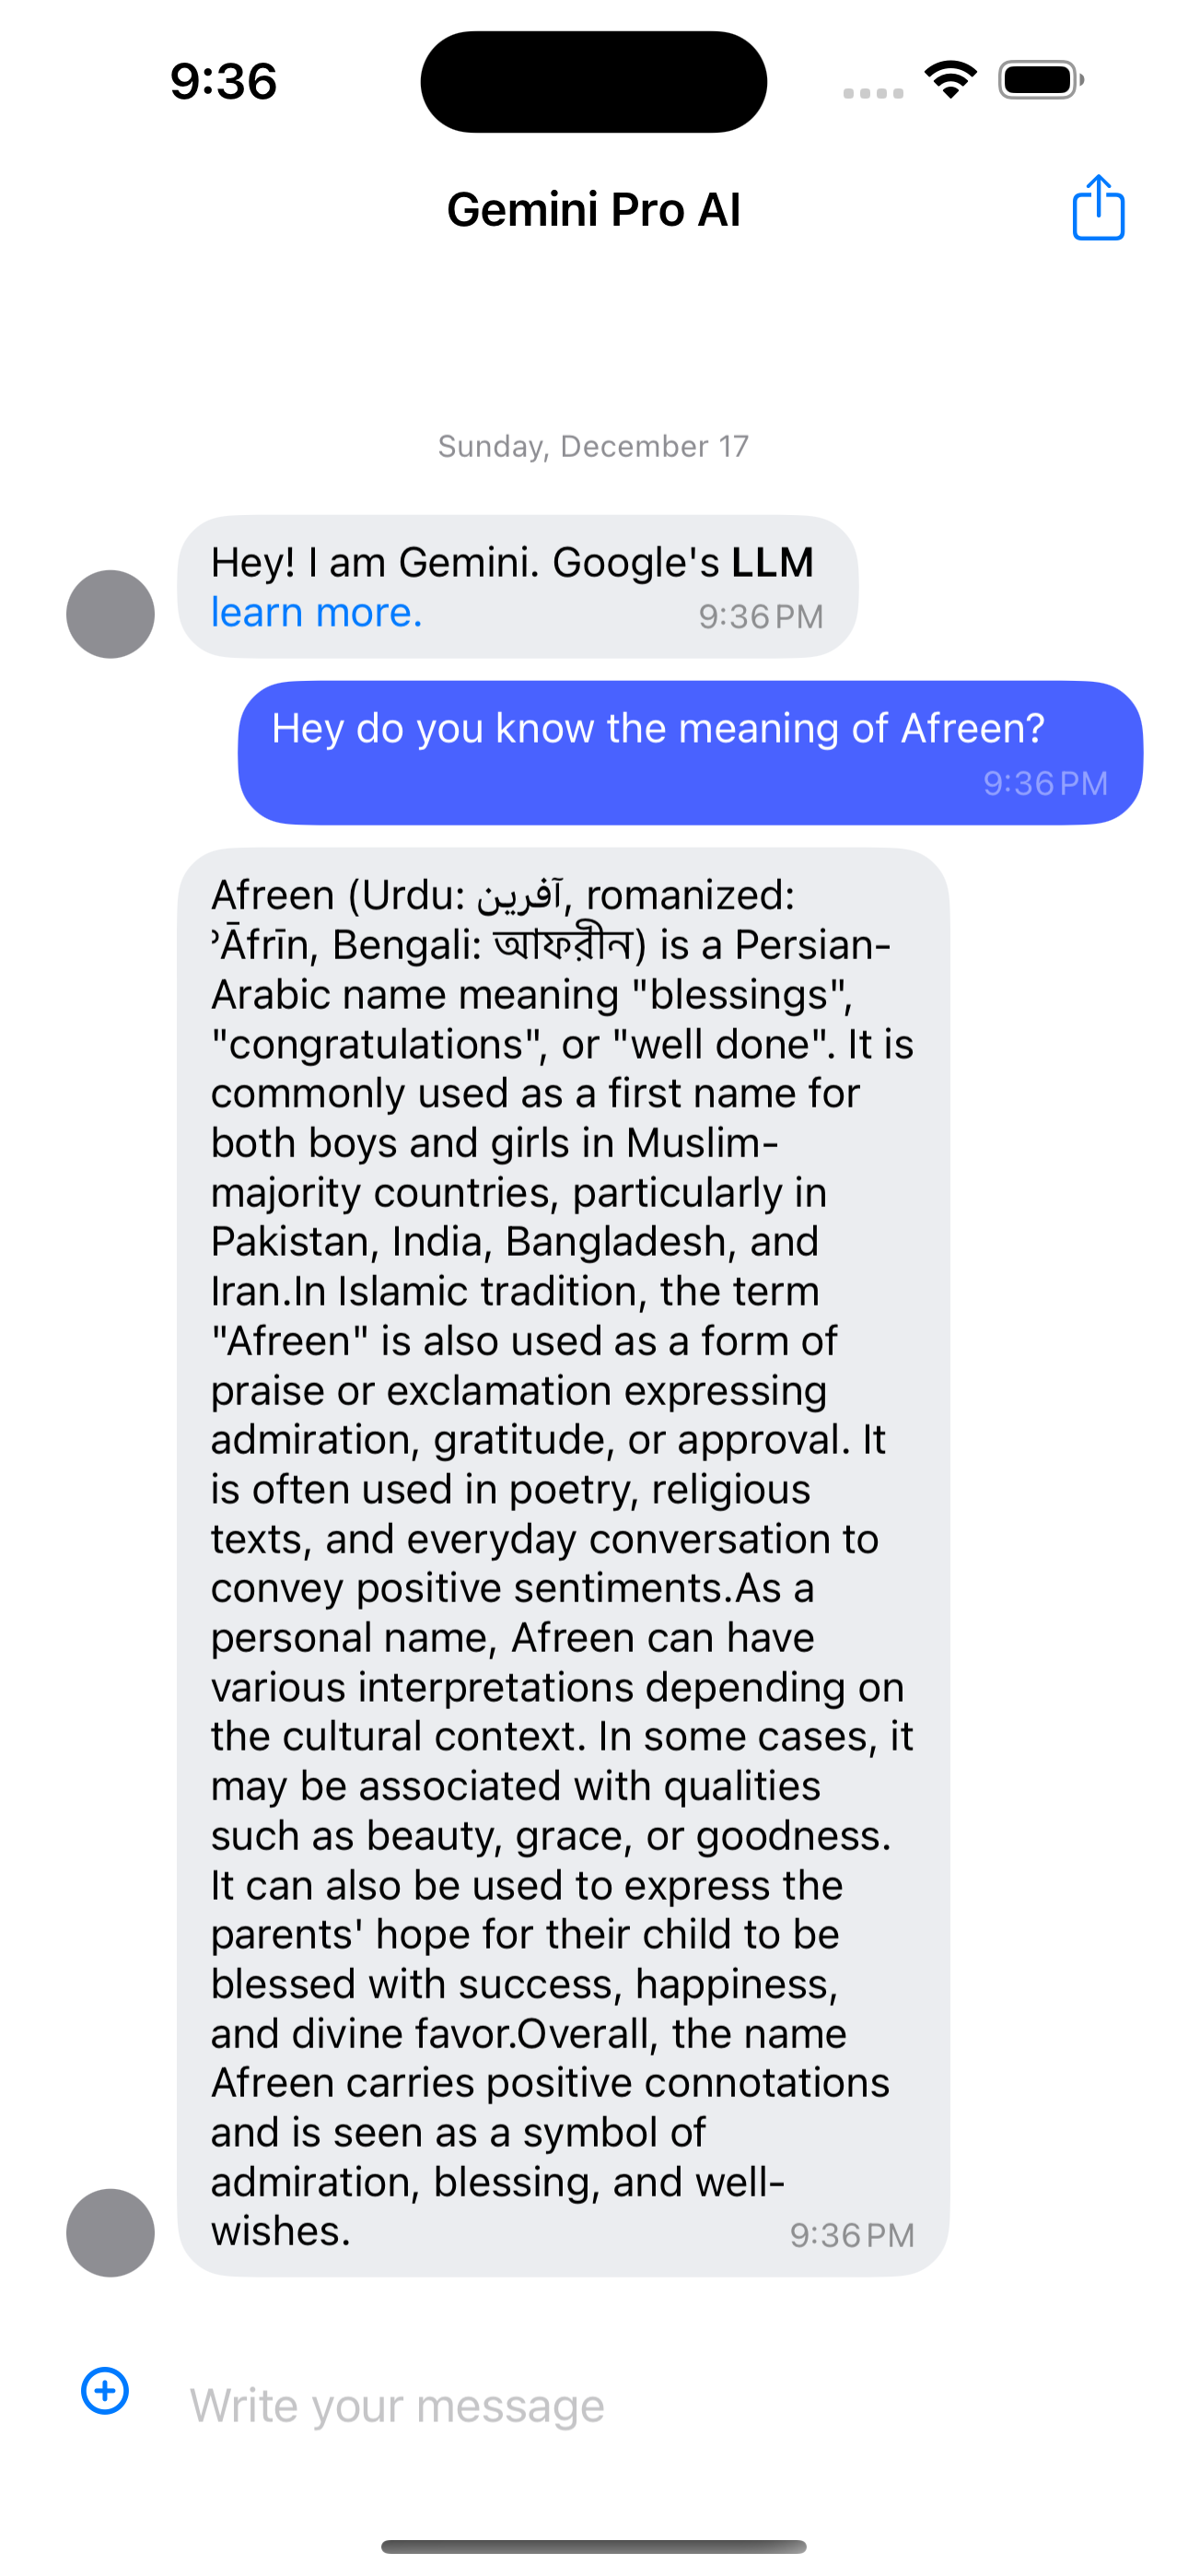 9:36
Gemini Pro AI
Sunday, December 17
Hey! I am Gemini. Google's LLM
learn more.
9:36 PM
Hey do you know the meaning of Afreen?
9:36 PM
Afreen (Urdu: آفرین, romanized:
ʾĀfrīn, Bengali: আফরীন) is a Persian-
Arabic name meaning "blessings",
"congratulations", or "well done". It is
commonly used as a first name for
both boys and girls in Muslim-
majority countries, particularly in
Pakistan, India, Bangladesh, and
Iran.In Islamic tradition, the term
"Afreen" is also used as a form of
praise or exclamation expressing
admiration, gratitude, or approval. It
is often used in poetry, religious
texts, and everyday conversation to
convey positive sentiments.As a
personal name, Afreen can have
various interpretations depending on
the cultural context. In some cases, it
may be associated with qualities
such as beauty, grace, or goodness.
It can also be used to express the
parents' hope for their child to be
blessed with success, happiness,
and divine favor.Overall, the name
Afreen carries positive connotations
and is seen as a symbol of
admiration, blessing, and well-
wishes.
9:36 PM
Write your message